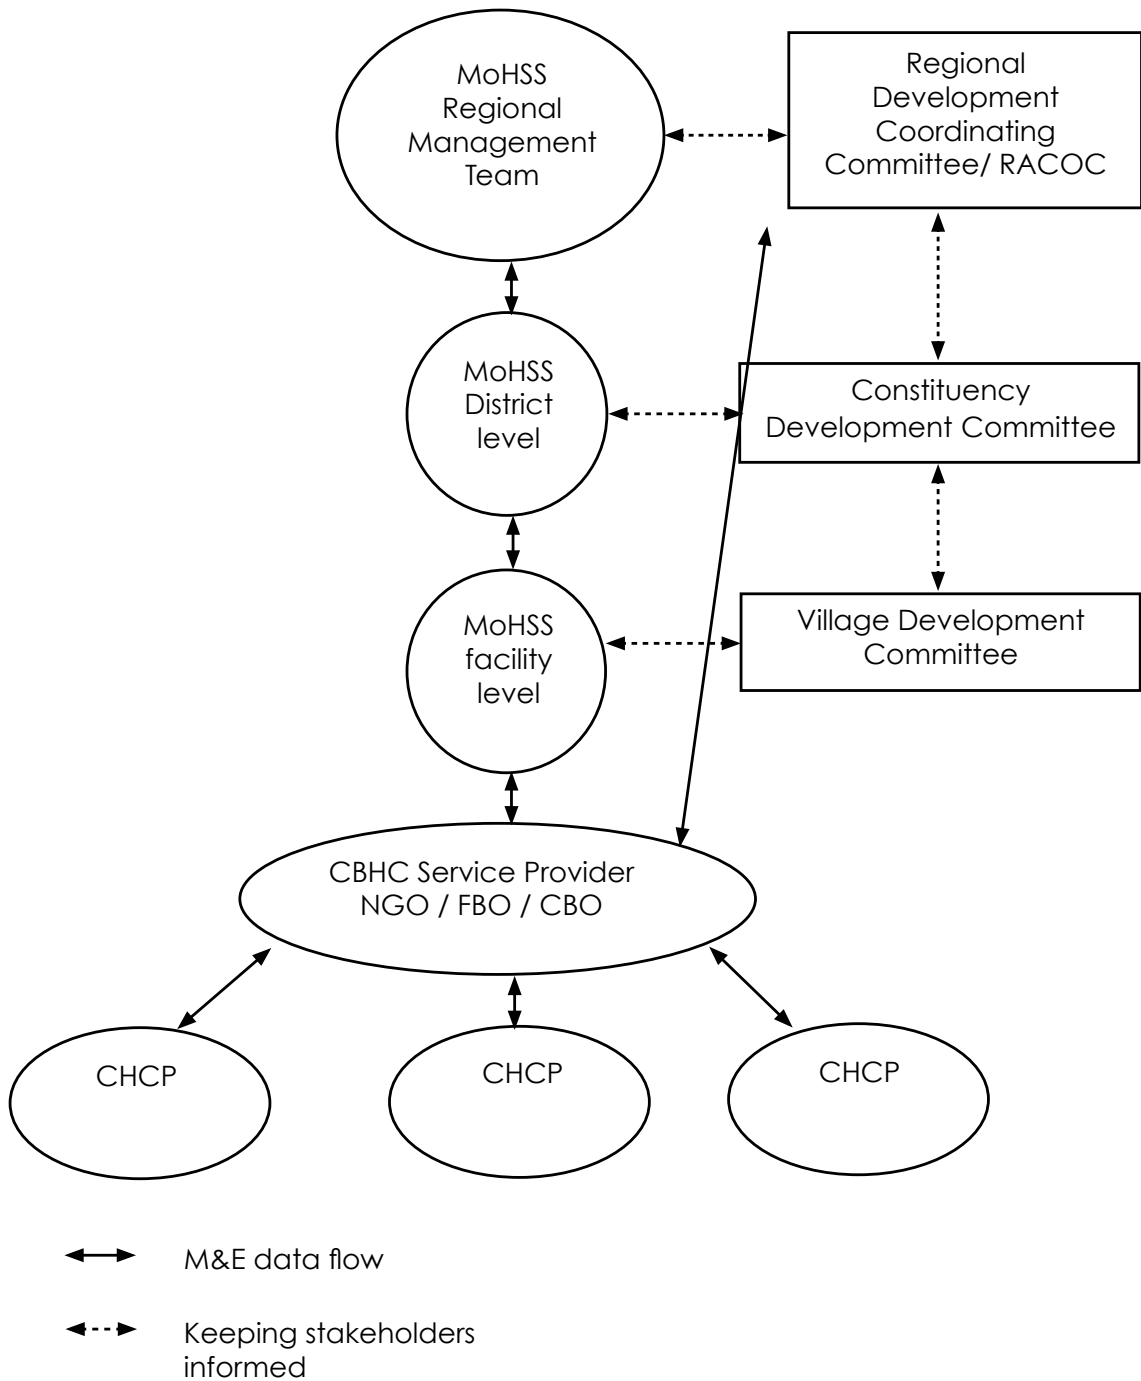 MoHSS
Regional
Management
Team
Regional
Development
Coordinating
Committee/ RACOC
MoHSS
District
level
Constituency
Development Committee
MoHSS
facility
level
Village Development
Committee
CBHC Service Provider
NGO / FBO / CBO
CHCP
CHCP
CHCP
M&E data flow
Keeping stakeholders
informed